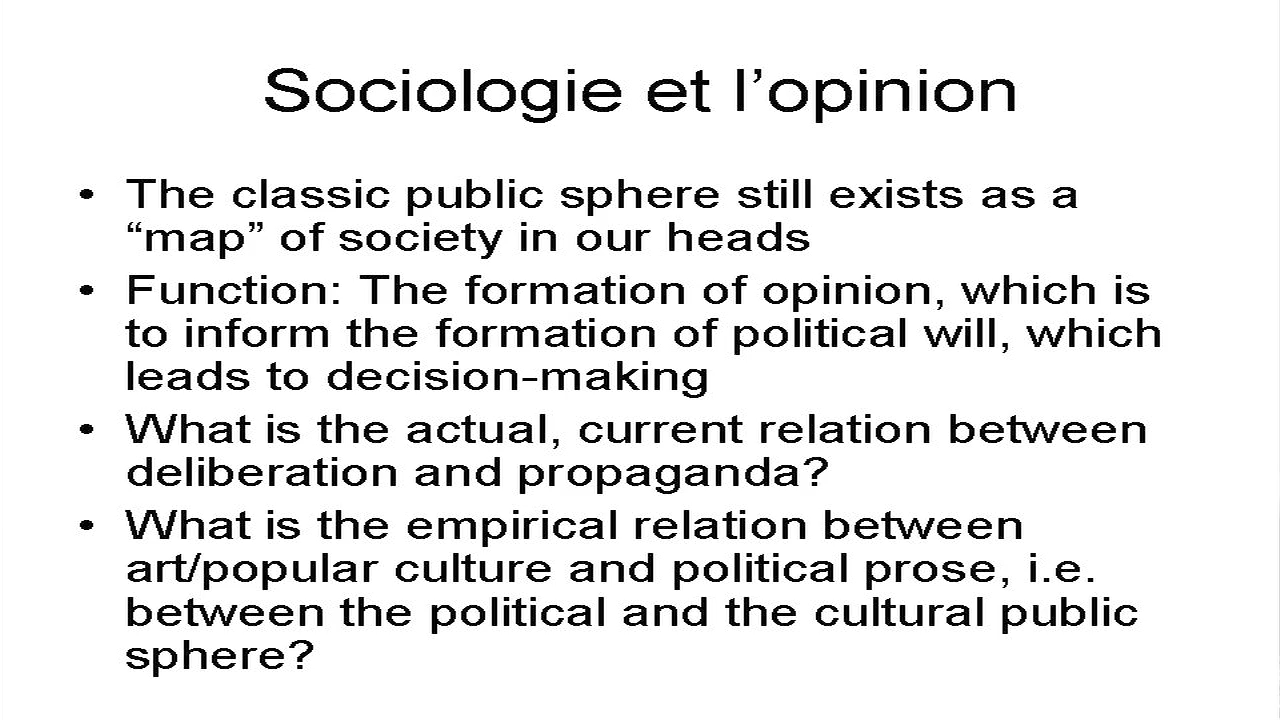 Sociologie et l’opinion
• The classic public sphere still exists as a
“map” of society in our heads
• Function: The formation of opinion, which is
to inform the formation of political will, which
leads to decision-making
• What is the actual, current relation between
deliberation and propaganda?
• What is the empirical relation between
art/popular culture and political prose, i.e.
between the political and the cultural public
sphere?